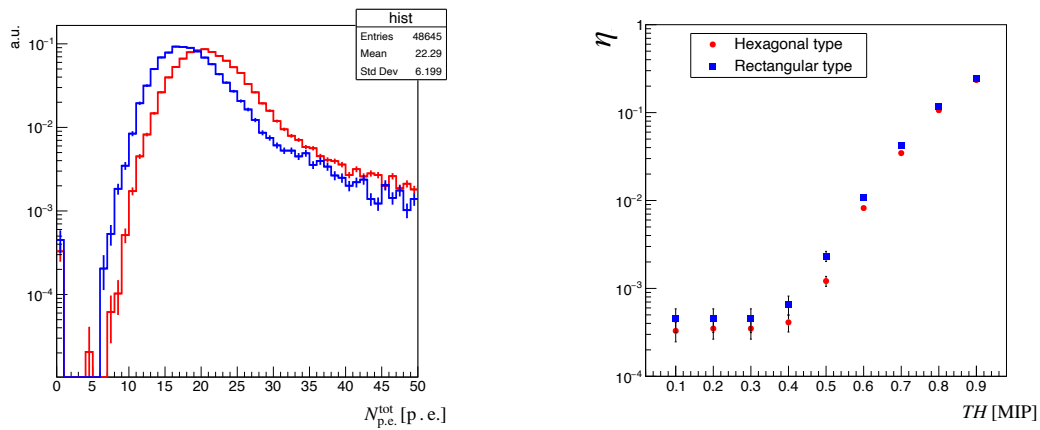 a.u.
hist
Entries 48645
Mean 22.29
Std Dev 6.199
10⁻¹
10⁻²
10⁻³
10⁻⁴
0 5 10 15 20 25 30 35 40 45 50
N_p.e.^tot [p.e.]
η
Hexagonal type
Rectangular type
1
10⁻¹
10⁻²
10⁻³
10⁻⁴
0.1 0.2 0.3 0.4 0.5 0.6 0.7 0.8 0.9
TH [MIP]